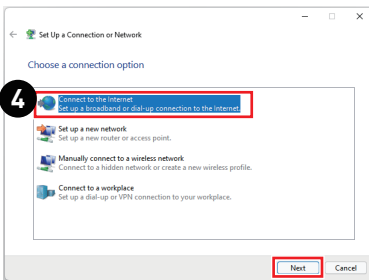 Set Up a Connection or Network
Choose a connection option
4
Connect to the Internet
Set up a broadband or dial-up connection to the Internet.
Set up a new network
Set up a new router or access point.
Manually connect to a wireless network
Connect to a hidden network or create a new wireless profile.
Connect to a workplace
Set up a dial-up or VPN connection to your workplace.
Next
Cancel